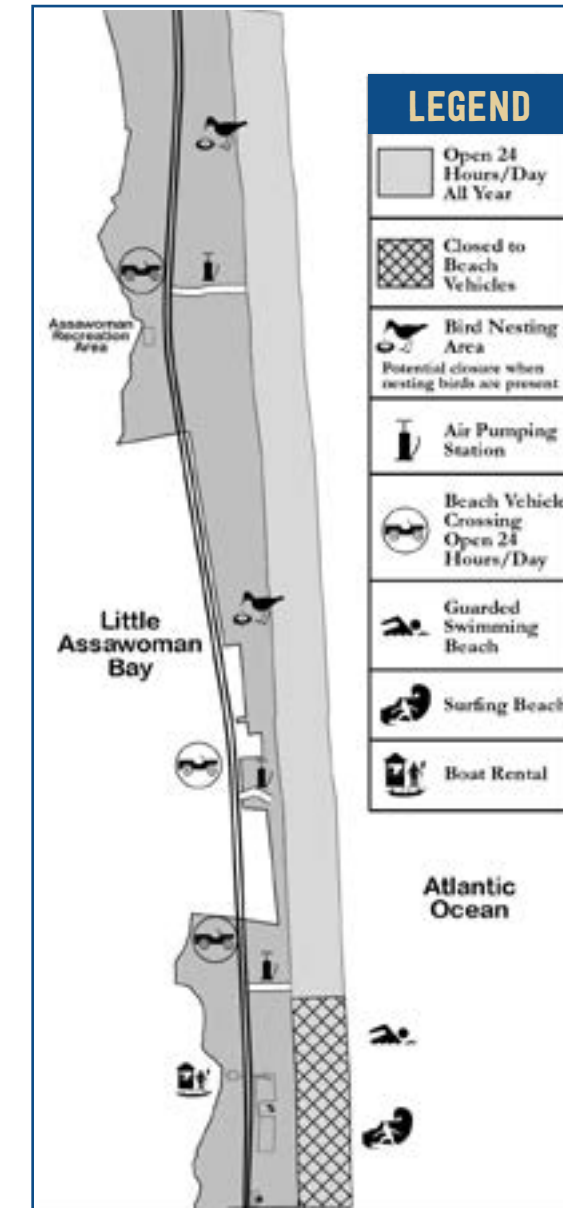 LEGEND
Open 24
Hours/Day
All Year
Closed to
Beach
Vehicles
Bird Nesting
Area
Potential closure when
nesting birds are present
Air Pumping
Station
Beach Vehicle
Crossing
Open 24
Hours/Day
Guarded
Swimming
Beach
Surfing Beach
Boat Rental
Assawoman
Recreation
Area
Little
Assawoman
Bay
Atlantic
Ocean